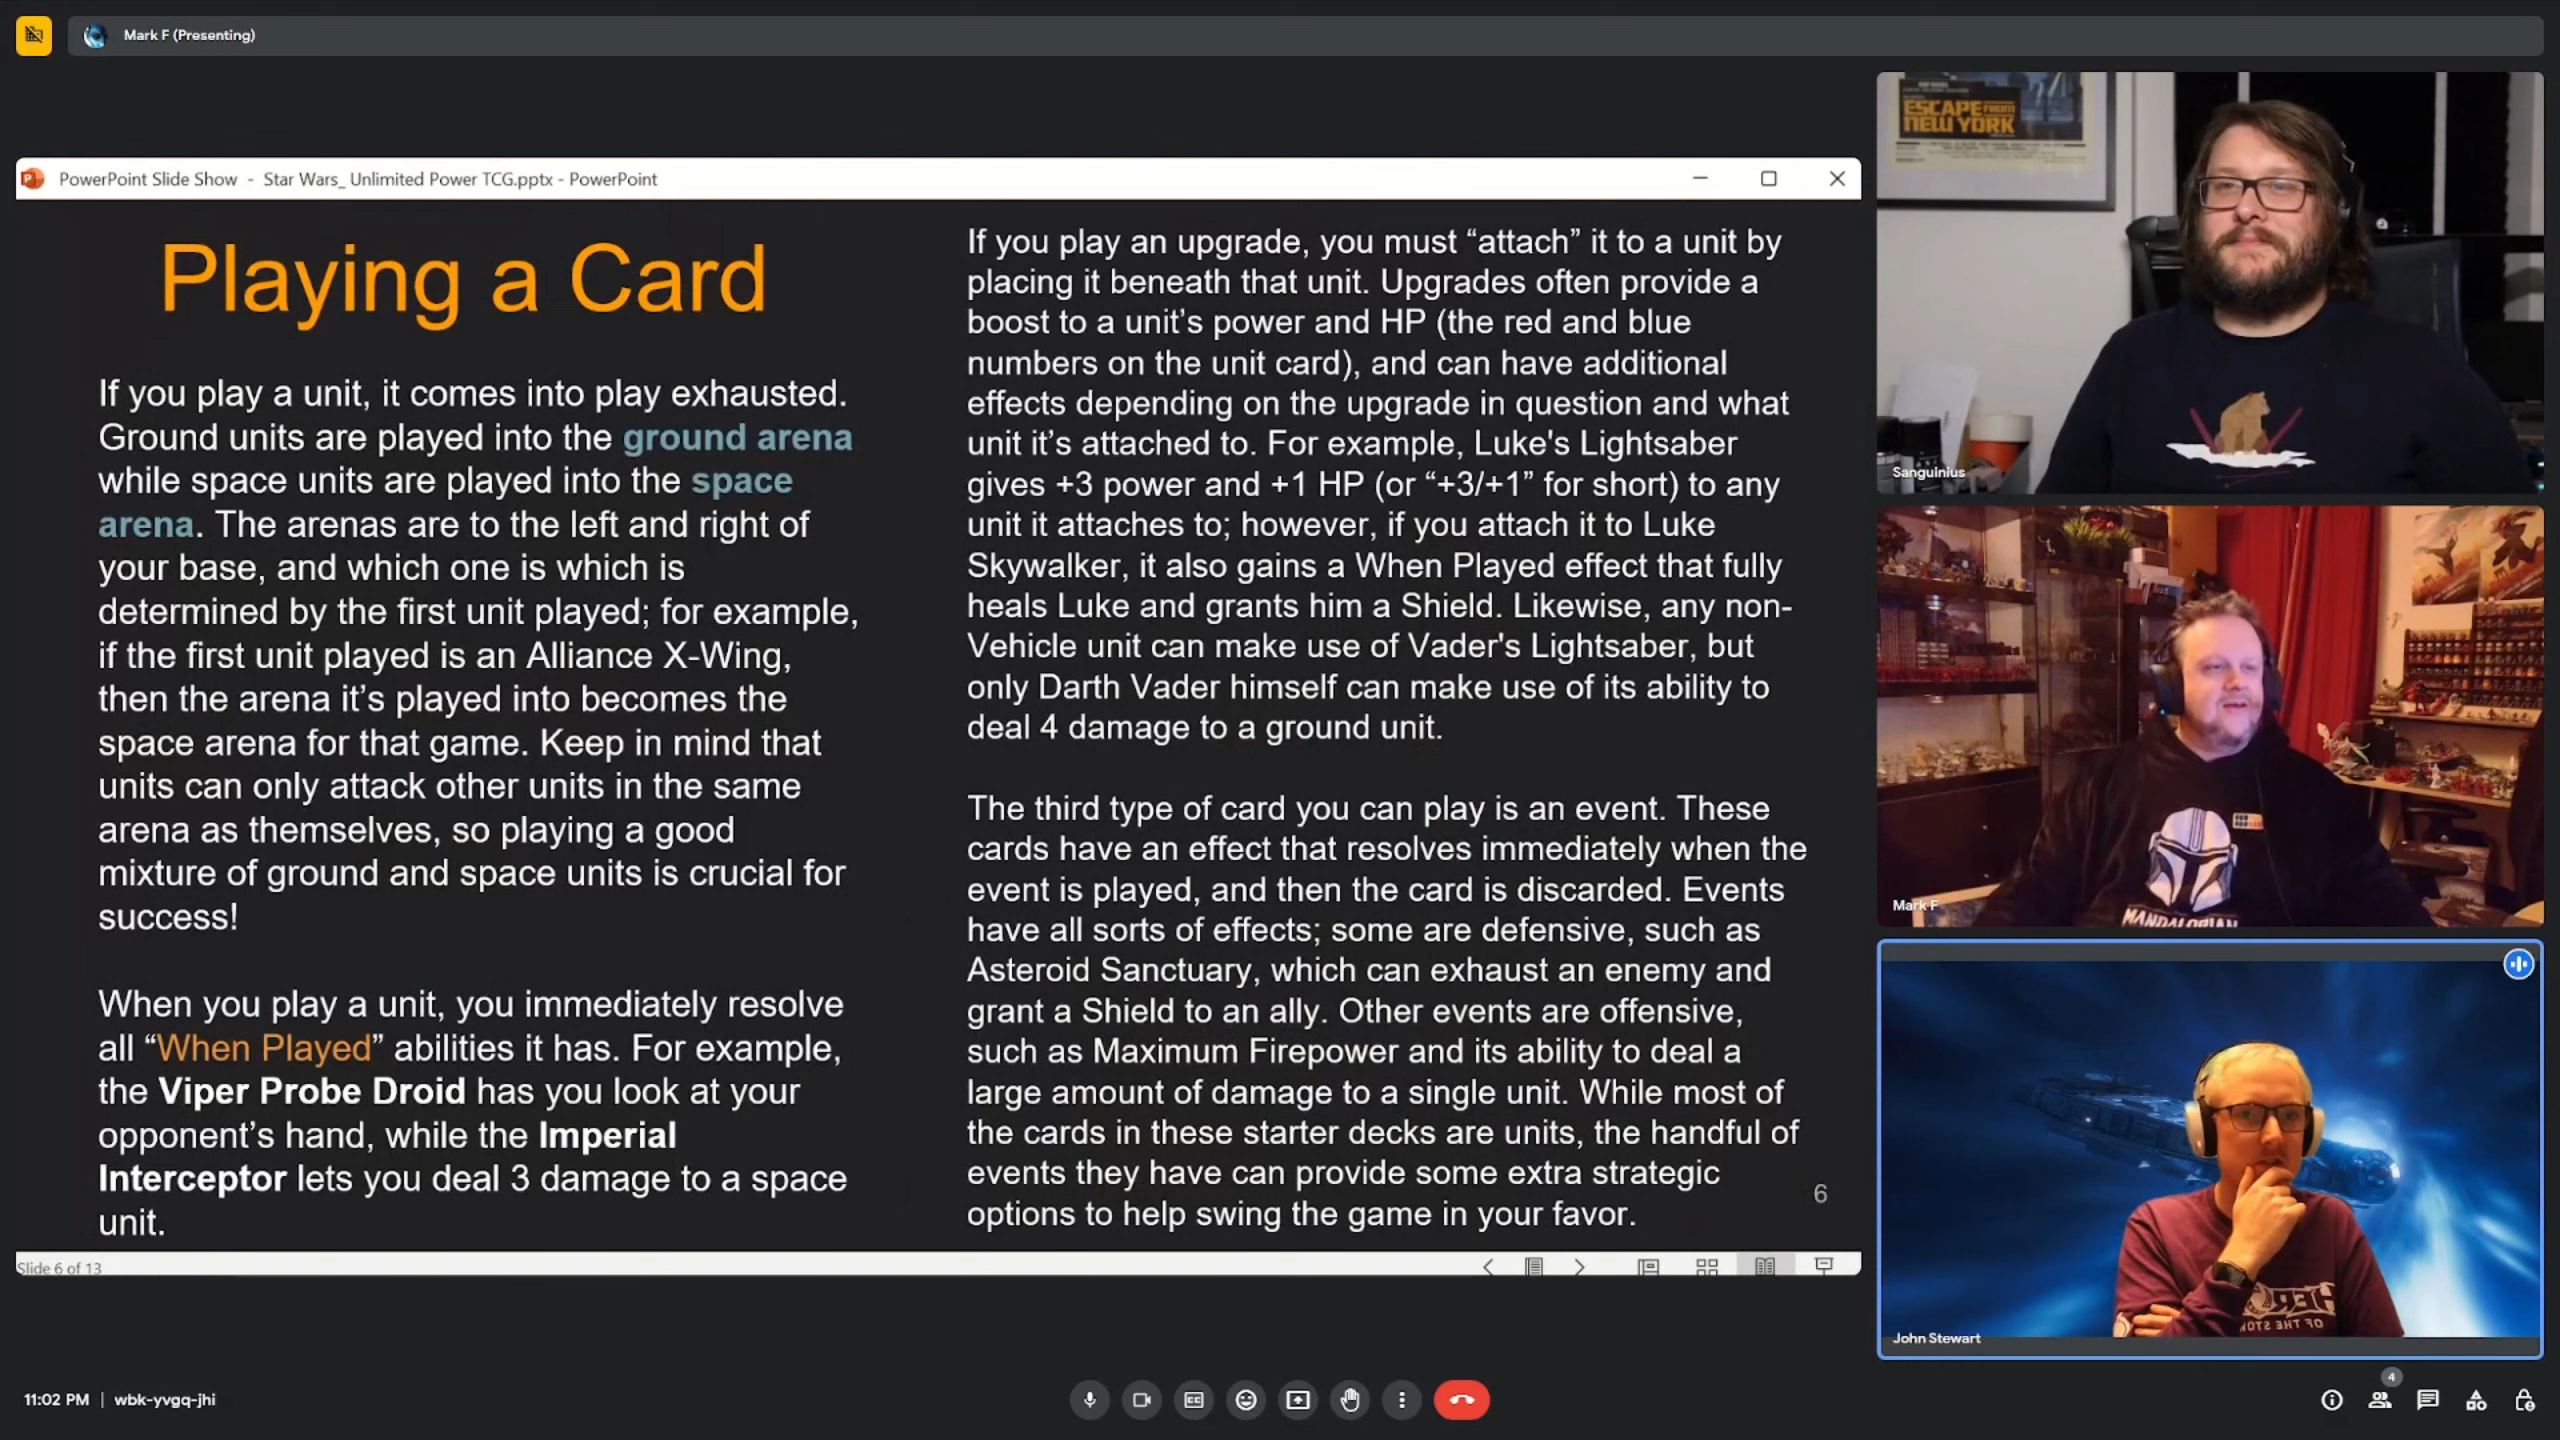 Mark F (Presenting)
PowerPoint Slide Show - Star Wars_ Unlimited Power TCG.pptx - PowerPoint
Playing a Card
If you play a unit, it comes into play exhausted.
Ground units are played into the ground arena
while space units are played into the space
arena. The arenas are to the left and right of
your base, and which one is which is
determined by the first unit played; for example,
if the first unit played is an Alliance X-Wing,
then the arena it’s played into becomes the
space arena for that game. Keep in mind that
units can only attack other units in the same
arena as themselves, so playing a good
mixture of ground and space units is crucial for
success!
When you play a unit, you immediately resolve
all “When Played” abilities it has. For example,
the Viper Probe Droid has you look at your
opponent’s hand, while the Imperial
Interceptor lets you deal 3 damage to a space
unit.
If you play an upgrade, you must “attach” it to a unit by
placing it beneath that unit. Upgrades often provide a
boost to a unit’s power and HP (the red and blue
numbers on the unit card), and can have additional
effects depending on the upgrade in question and what
unit it’s attached to. For example, Luke's Lightsaber
gives +3 power and +1 HP (or “+3/+1” for short) to any
unit it attaches to; however, if you attach it to Luke
Skywalker, it also gains a When Played effect that fully
heals Luke and grants him a Shield. Likewise, any non-
Vehicle unit can make use of Vader's Lightsaber, but
only Darth Vader himself can make use of its ability to
deal 4 damage to a ground unit.
The third type of card you can play is an event. These
cards have an effect that resolves immediately when the
event is played, and then the card is discarded. Events
have all sorts of effects; some are defensive, such as
Asteroid Sanctuary, which can exhaust an enemy and
grant a Shield to an ally. Other events are offensive,
such as Maximum Firepower and its ability to deal a
large amount of damage to a single unit. While most of
the cards in these starter decks are units, the handful of
events they have can provide some extra strategic
options to help swing the game in your favor.
6
Slide 6 of 13
ESCAPE FROM
NEW YORK
Sanguinius
MANDALORIAN
Mark F
OF THE STO
John Stewart
11:02 PM | wbk-yvgq-jhi
4